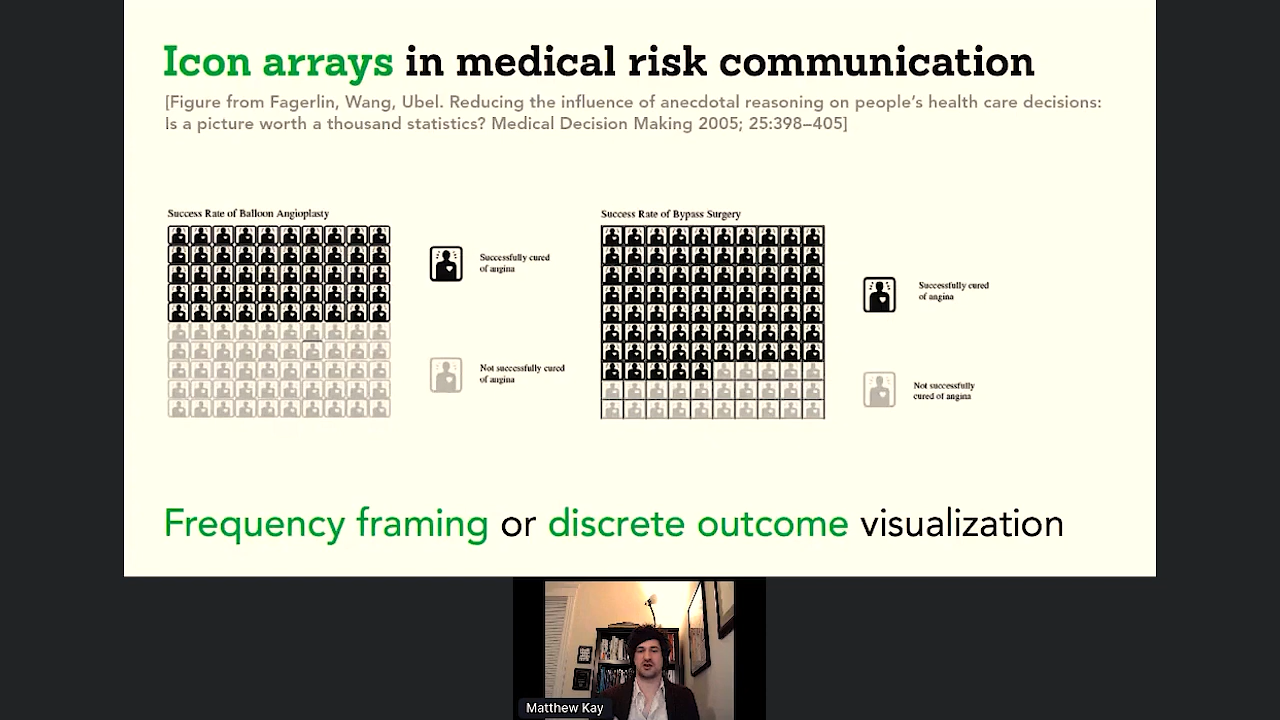 Icon arrays in medical risk communication
[Figure from Fagerlin, Wang, Ubel. Reducing the influence of anecdotal reasoning on people's health care decisions:
Is a picture worth a thousand statistics? Medical Decision Making 2005; 25:398–405]
Success Rate of Balloon Angioplasty
Successfully cured
of angina
Not successfully cured
of angina
Success Rate of Bypass Surgery
Successfully cured
of angina
Not successfully
cured of angina
Frequency framing or discrete outcome visualization
Matthew Kay